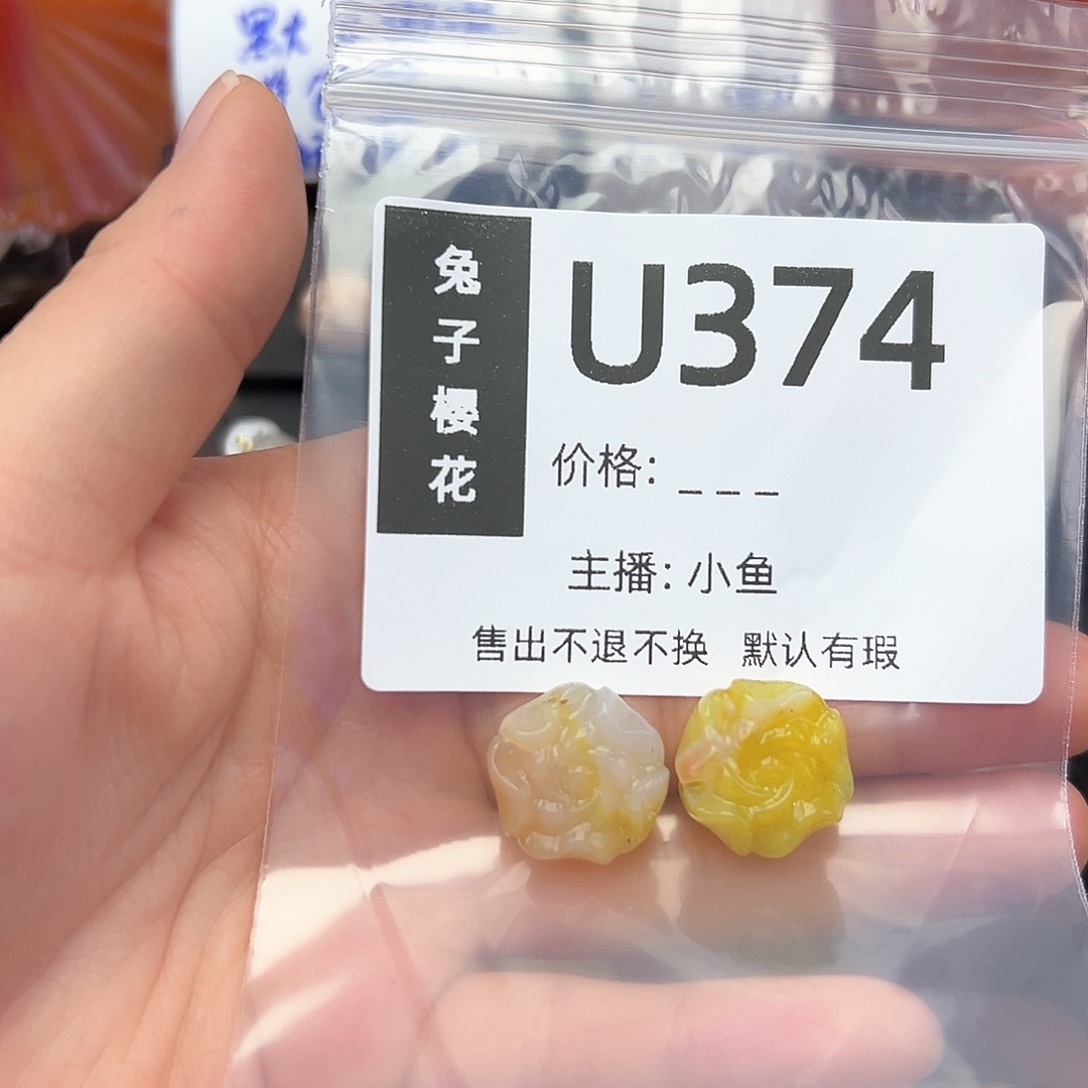 默
兔子樱花
U374
价格: _ _ _
主播: 小鱼
售出不退不换 默认有瑕